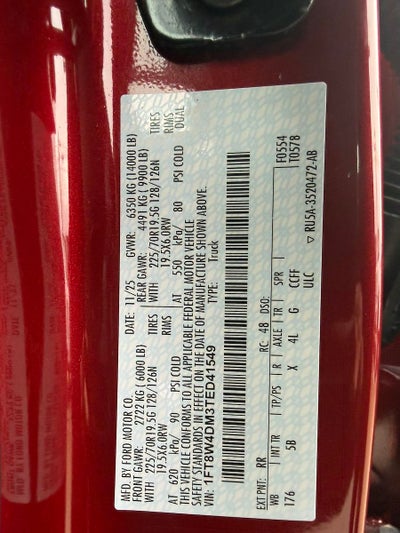 MFD. BY FORD MOTOR CO.
DATE: 11/25 GVWR: 6350 KG (14000 LB)
FRONT GAWR: 2722 KG (6000 LB) REAR GAWR: 4491 KG (9900 LB)
WITH 225/70R19.5G 128/126N TIRES WITH 225/70R19.5G 128/126N TIRES
19.5X6.0RW RIMS 19.5X6.0RW RIMS
AT 620 kPa/ 90 PSI COLD AT 550 kPa/ 80 PSI COLD DUAL
THIS VEHICLE CONFORMS TO ALL APPLICABLE FEDERAL MOTOR VEHICLE
SAFETY STANDARDS IN EFFECT ON THE DATE OF MANUFACTURE SHOWN ABOVE.
VIN: 1FT8W4DM3TED41549
TYPE: Truck
F0554
T0578
EXT PNT: RR RC: 48 DSO:
WB INT TR TP/PS R AXLE TR SPR
176 5B X 4L G CCFF
ULC
▽ RU5A-3520472-AB